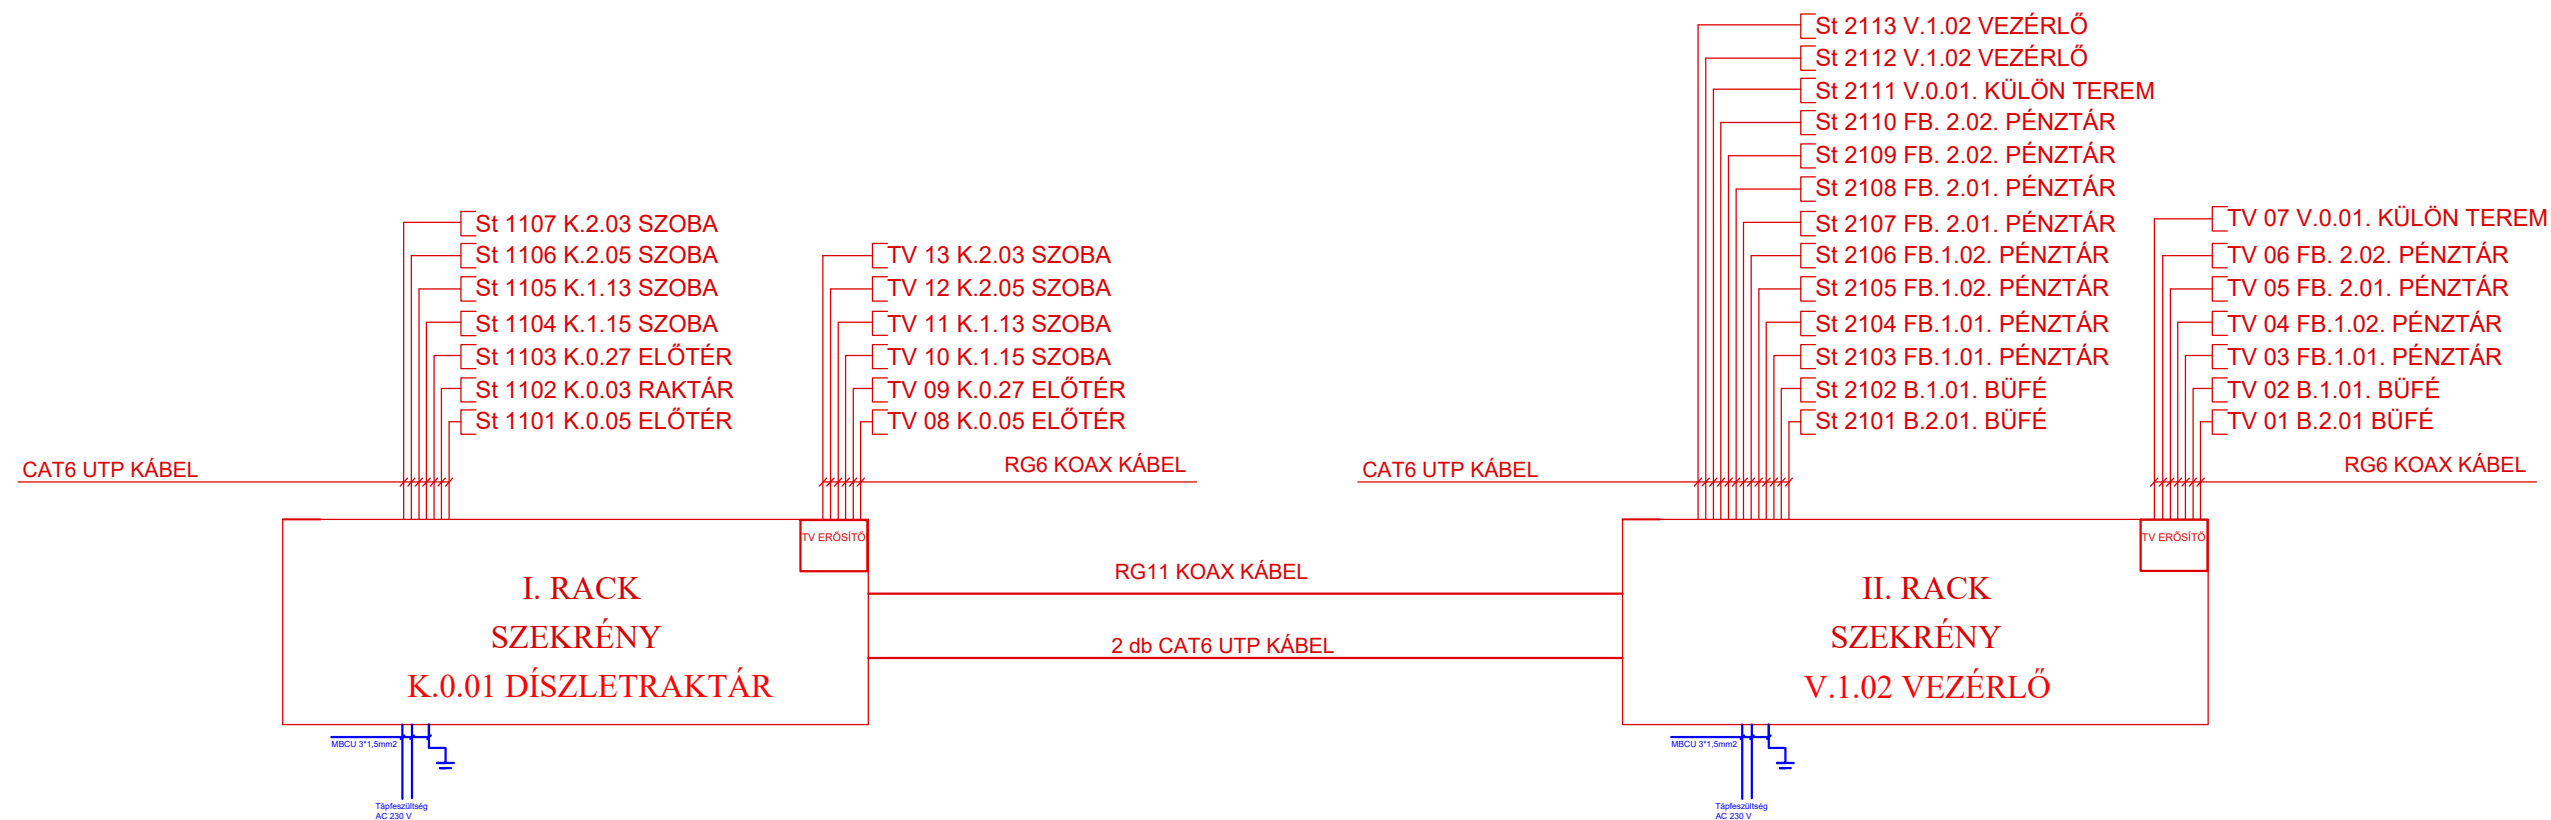 St 1107 K.2.03 SZOBA
St 1106 K.2.05 SZOBA
St 1105 K.1.13 SZOBA
St 1104 K.1.15 SZOBA
St 1103 K.0.27 ELŐTÉR
St 1102 K.0.03 RAKTÁR
St 1101 K.0.05 ELŐTÉR
CAT6 UTP KÁBEL
TV 13 K.2.03 SZOBA
TV 12 K.2.05 SZOBA
TV 11 K.1.13 SZOBA
TV 10 K.1.15 SZOBA
TV 09 K.0.27 ELŐTÉR
TV 08 K.0.05 ELŐTÉR
RG6 KOAX KÁBEL
TV ERŐSÍTŐ
I. RACK
SZEKRÉNY
K.0.01 DÍSZLETRAKTÁR
MBCU 3*1,5mm2
Tápfeszültség
AC 230 V
RG11 KOAX KÁBEL
2 db CAT6 UTP KÁBEL
St 2113 V.1.02 VEZÉRLŐ
St 2112 V.1.02 VEZÉRLŐ
St 2111 V.0.01. KÜLÖN TEREM
St 2110 FB. 2.02. PÉNZTÁR
St 2109 FB. 2.02. PÉNZTÁR
St 2108 FB. 2.01. PÉNZTÁR
St 2107 FB. 2.01. PÉNZTÁR
St 2106 FB.1.02. PÉNZTÁR
St 2105 FB.1.02. PÉNZTÁR
St 2104 FB.1.01. PÉNZTÁR
St 2103 FB.1.01. PÉNZTÁR
St 2102 B.1.01. BÜFÉ
St 2101 B.2.01. BÜFÉ
CAT6 UTP KÁBEL
TV 07 V.0.01. KÜLÖN TEREM
TV 06 FB. 2.02. PÉNZTÁR
TV 05 FB. 2.01. PÉNZTÁR
TV 04 FB.1.02. PÉNZTÁR
TV 03 FB.1.01. PÉNZTÁR
TV 02 B.1.01. BÜFÉ
TV 01 B.2.01 BÜFÉ
RG6 KOAX KÁBEL
TV ERŐSÍTŐ
II. RACK
SZEKRÉNY
V.1.02 VEZÉRLŐ
MBCU 3*1,5mm2
Tápfeszültség
AC 230 V